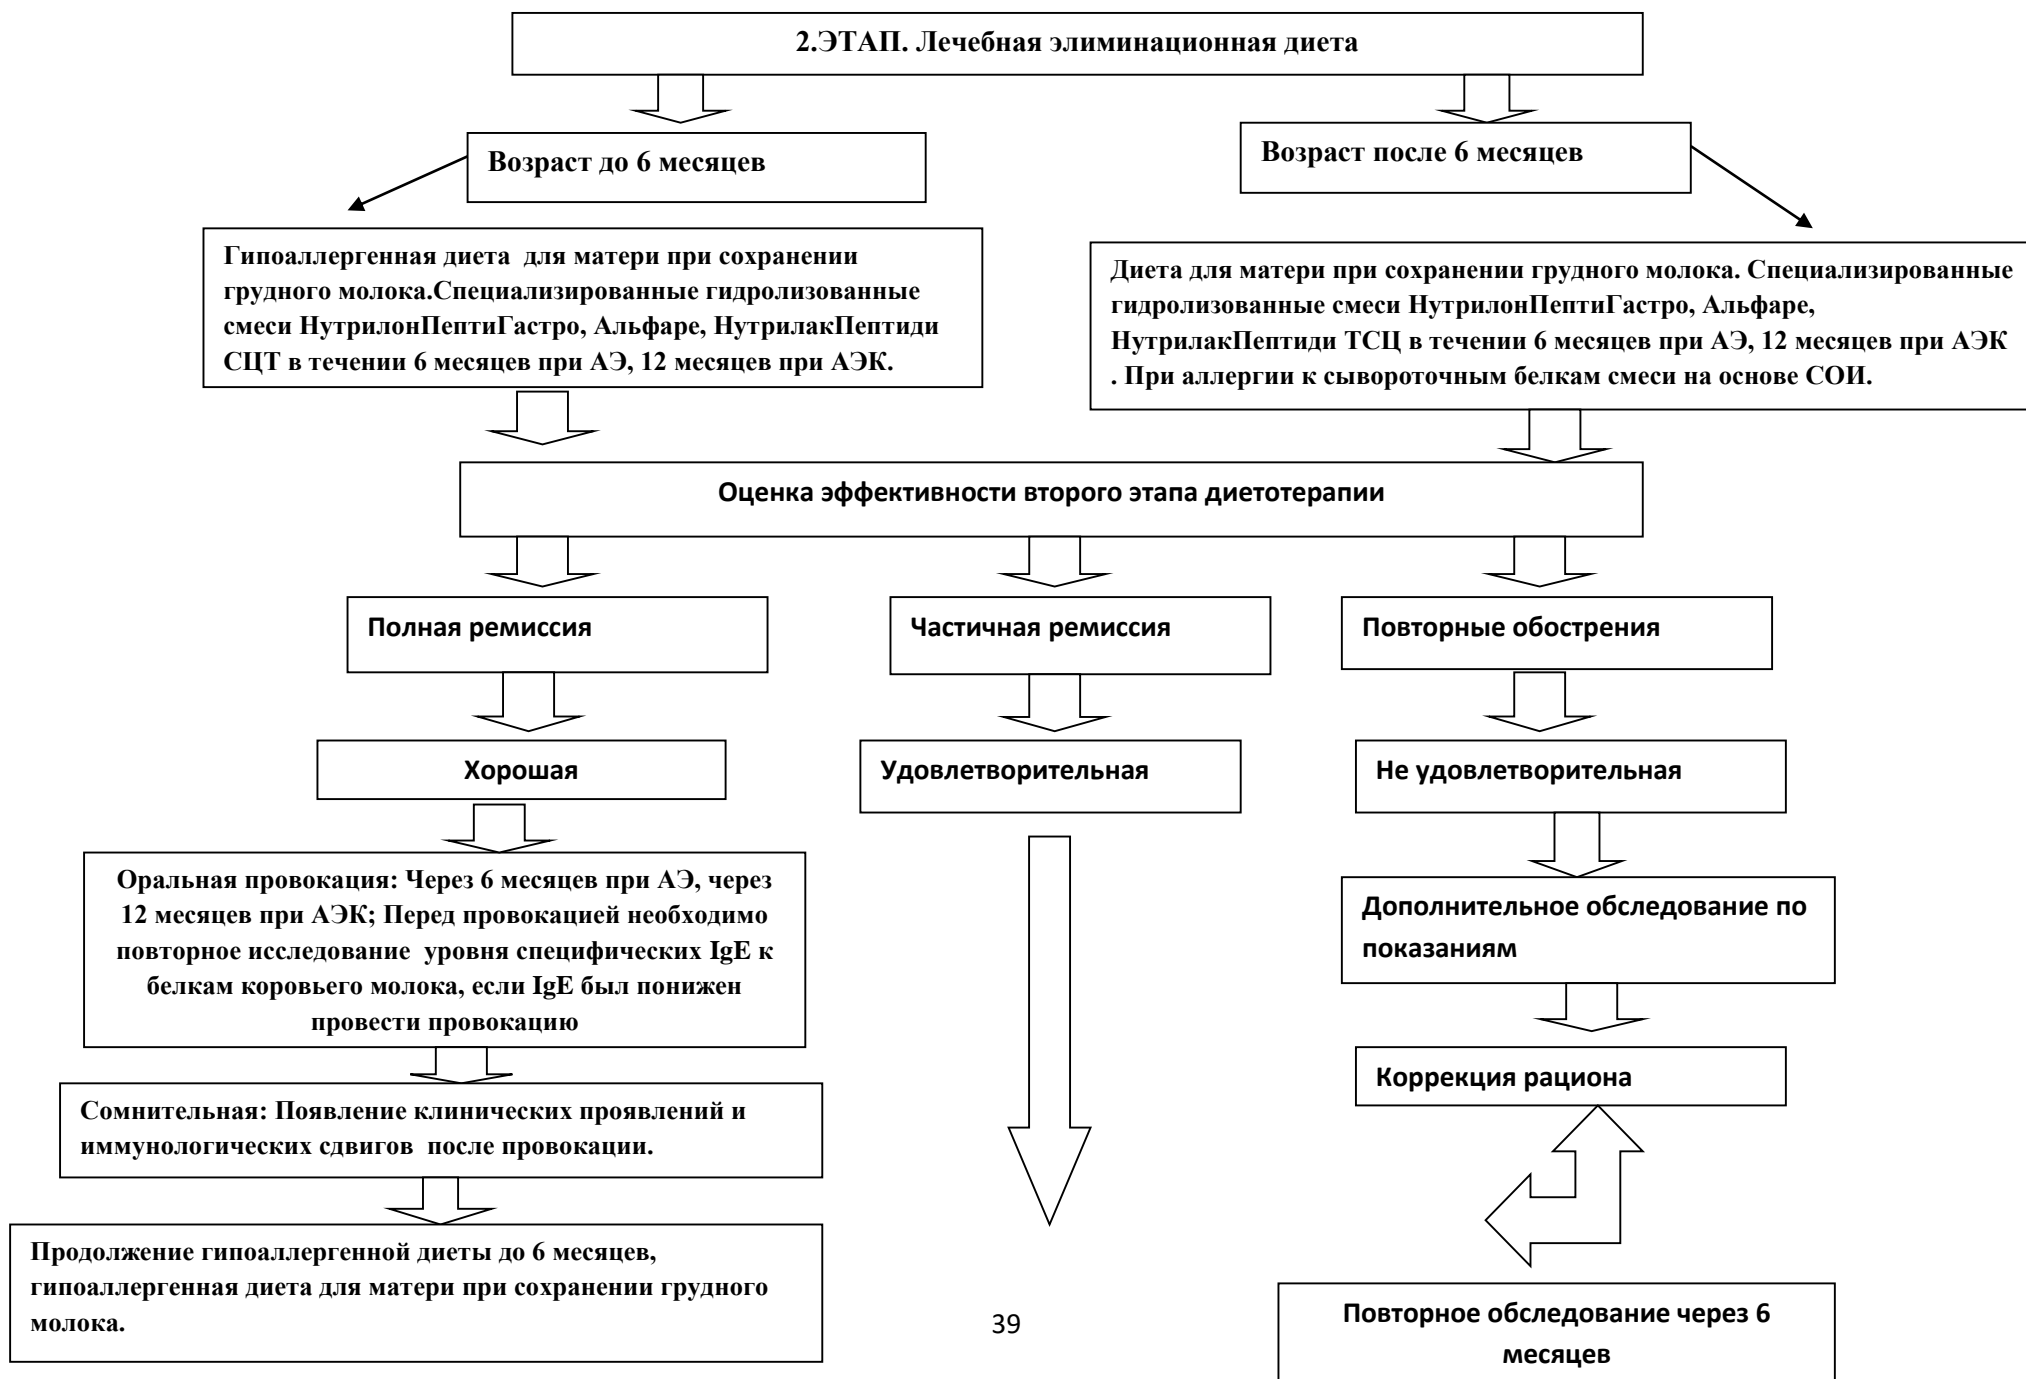 2.ЭТАП. Лечебная элиминационная диета
Возраст до 6 месяцев
Возраст после 6 месяцев
Гипоаллергенная диета для матери при сохранении
грудного молока.Специализированные гидролизованные
смеси НутрилонПептиГастро, Альфаре, НутрилакПептиди
СЦТ в течении 6 месяцев при АЭ, 12 месяцев при АЭК.
Диета для матери при сохранении грудного молока. Специализированные
гидролизованные смеси НутрилонПептиГастро, Альфаре,
НутрилакПептиди ТСЦ в течении 6 месяцев при АЭ, 12 месяцев при АЭК
. При аллергии к сывороточным белкам смеси на основе СОИ.
Оценка эффективности второго этапа диетотерапии
Полная ремиссия
Частичная ремиссия
Повторные обострения
Хорошая
Удовлетворительная
Не удовлетворительная
Оральная провокация: Через 6 месяцев при АЭ, через
12 месяцев при АЭК; Перед провокацией необходимо
повторное исследование уровня специфических IgE к
белкам коровьего молока, если IgE был понижен
провести провокацию
Дополнительное обследование по
показаниям
Коррекция рациона
Сомнительная: Появление клинических проявлений и
иммунологических сдвигов после провокации.
Продолжение гипоаллергенной диеты до 6 месяцев,
гипоаллергенная диета для матери при сохранении грудного
молока.
Повторное обследование через 6
месяцев
39